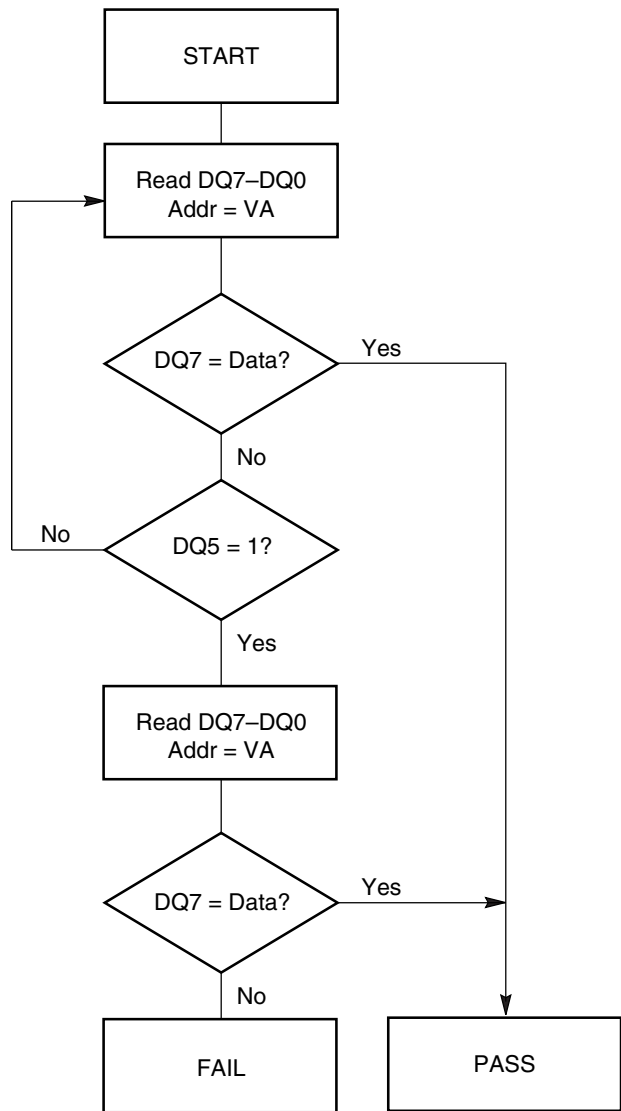 START
Read DQ7–DQ0
Addr = VA
DQ7 = Data?
Yes
No
No
DQ5 = 1?
Yes
Read DQ7–DQ0
Addr = VA
DQ7 = Data?
Yes
No
FAIL
PASS